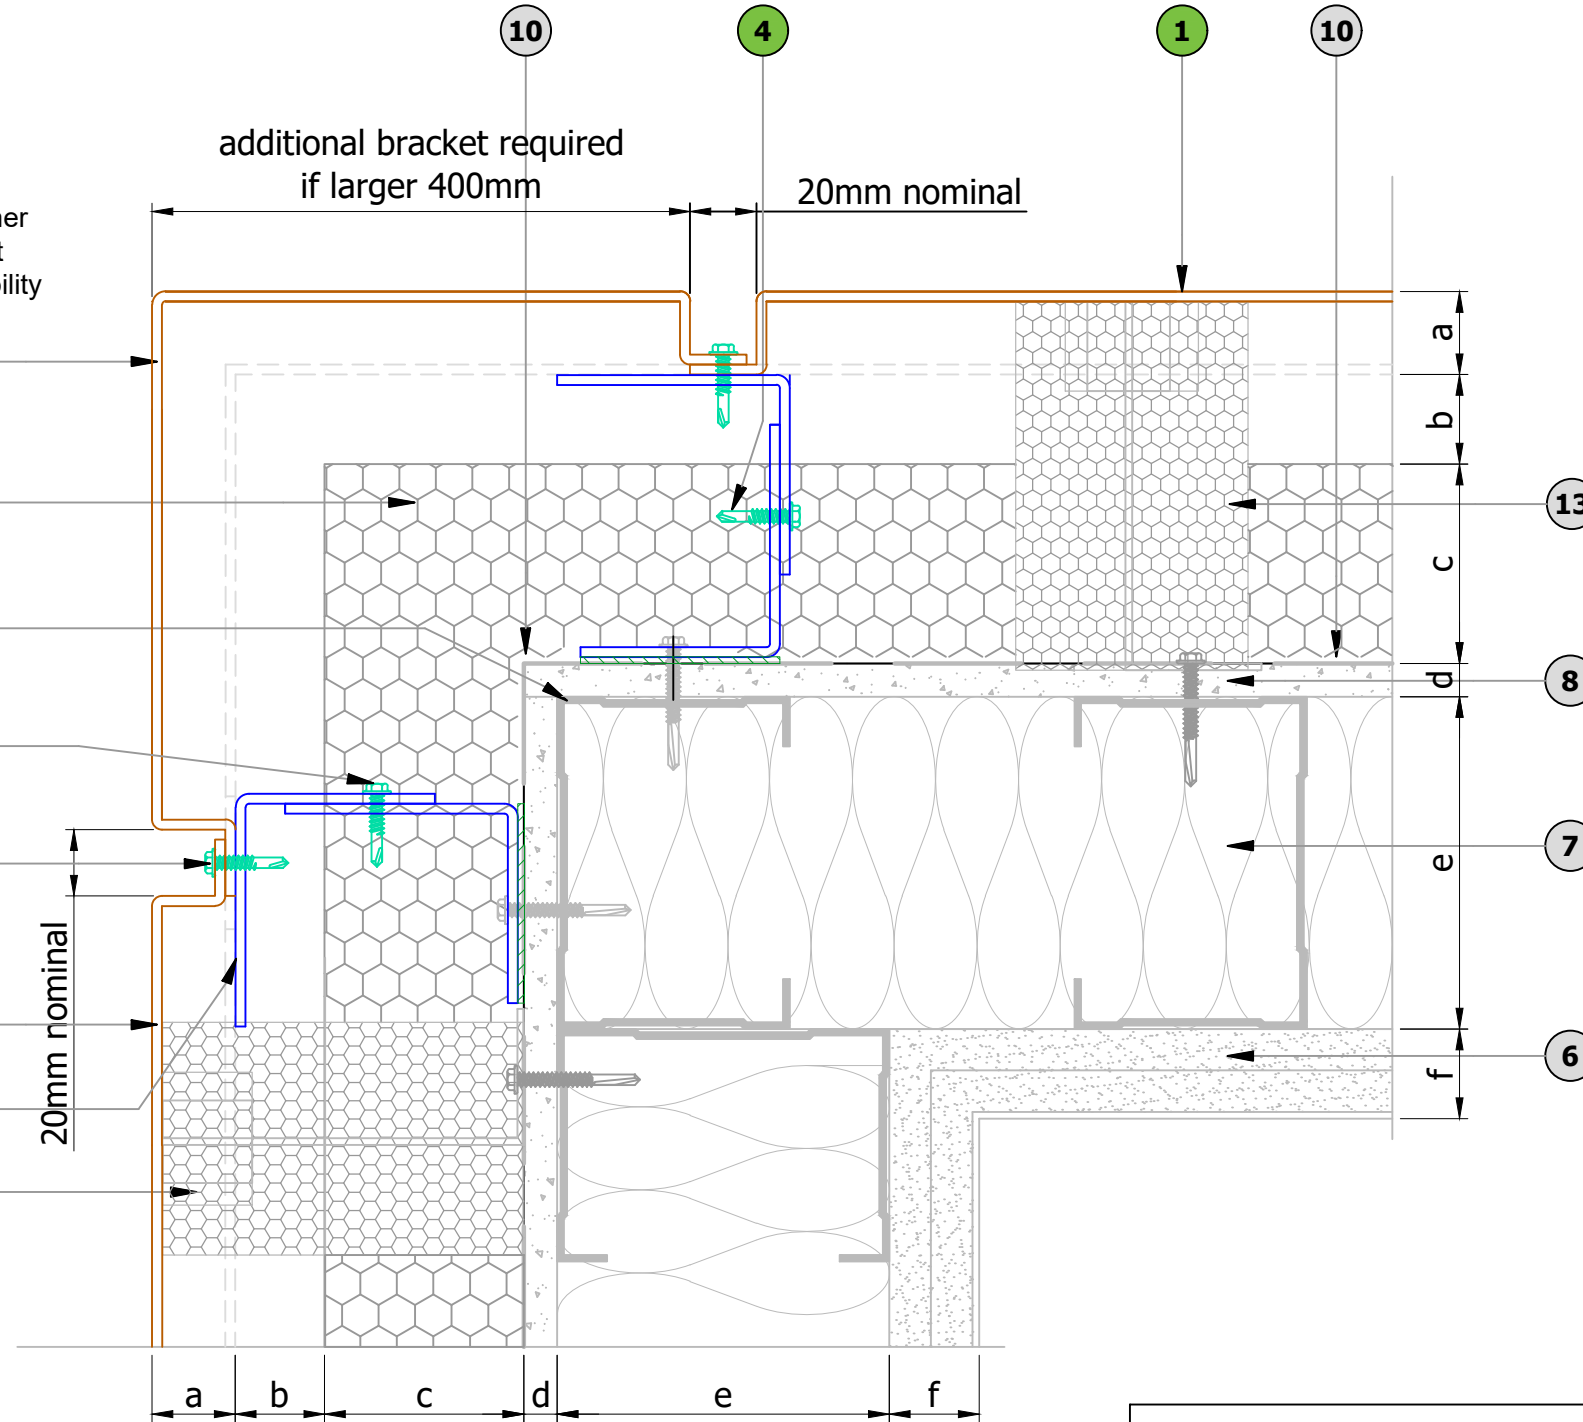 10
4
1
10
additional bracket required
if larger 400mm
20mm nominal
a
b
13
c
8
d
7
e
20mm nominal
6
f
a
b
c
d
e
f